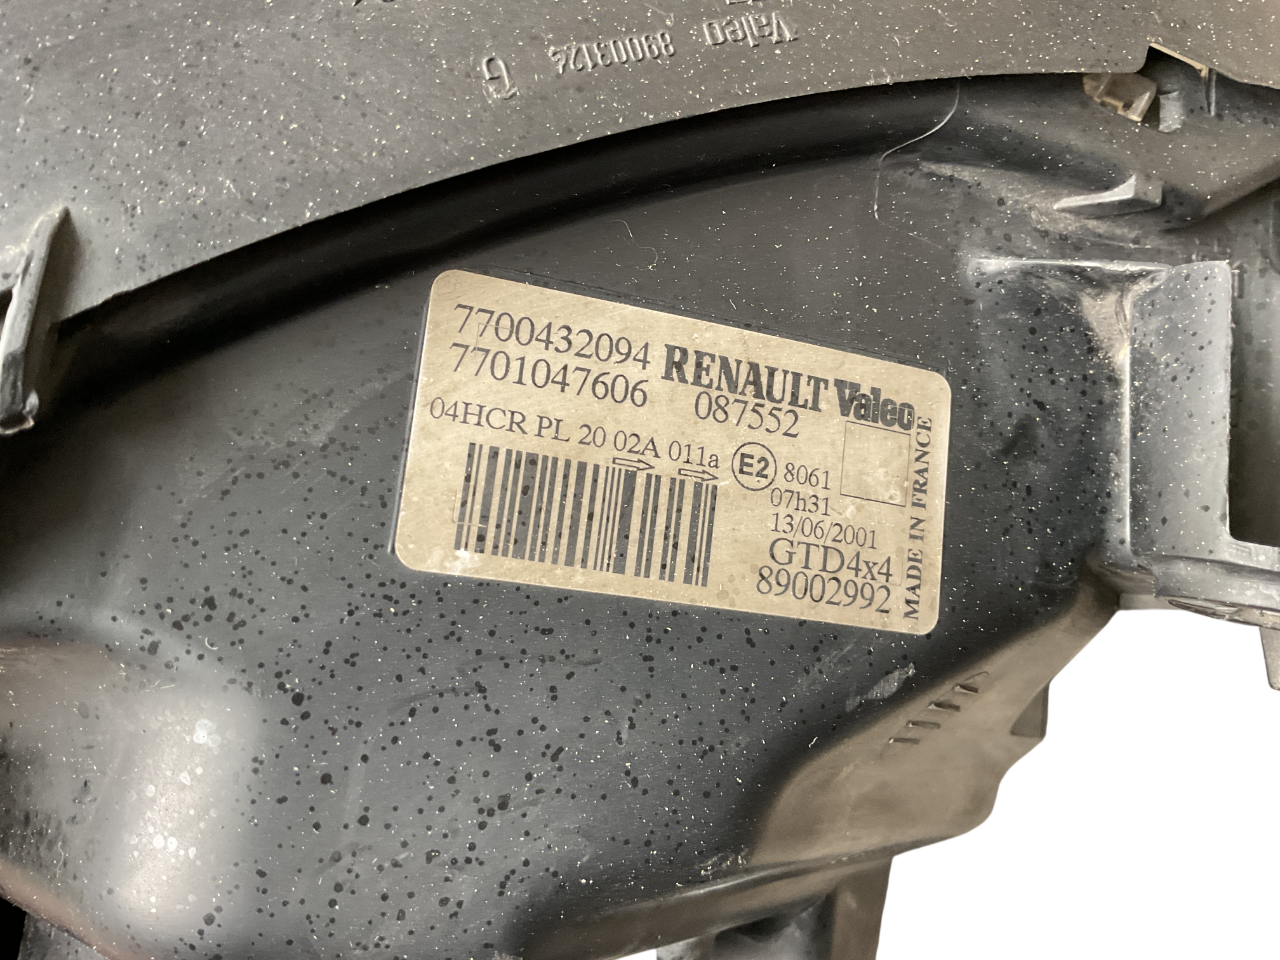 Valeo 89003124 G
7700432094 RENAULT Valeo
7701047606 087552
04HCR PL 20 02A 011a E2 8061
07h31
13/06/2001
GTD4x4
89002992
MADE IN FRANCE